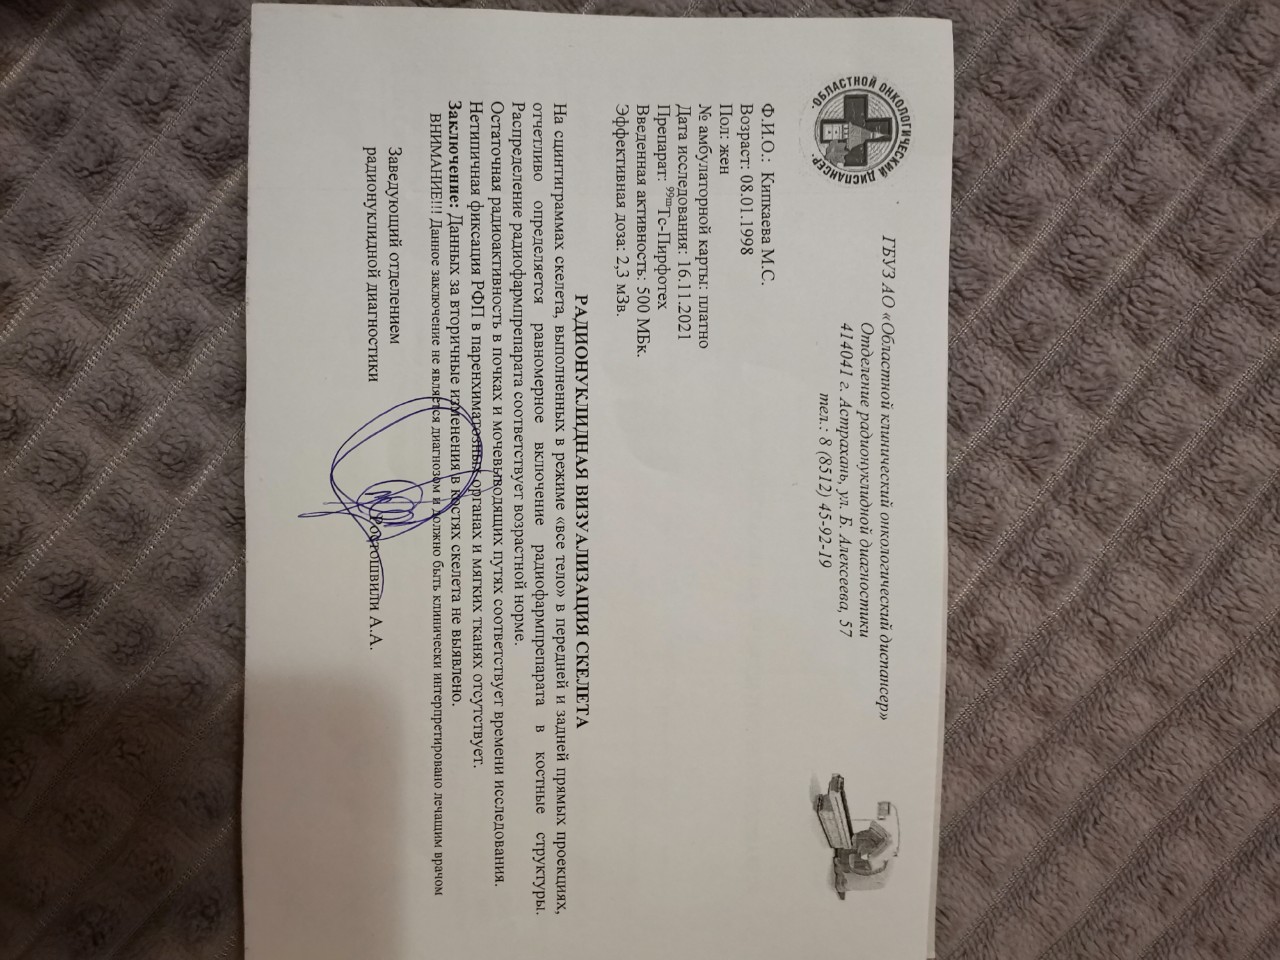 ОБЛАСТНОЙ ОНКОЛОГИЧЕСКИЙ ДИСПАНСЕР
ГБУЗ АО «Областной клинический онкологический диспансер»
Отделение радионуклидной диагностики
414041 г. Астрахань, ул. Б. Алексеева, 57
тел.: 8 (8512) 45-92-19
Ф.И.О.: Кипкаева М.С.
Возраст: 08.01.1998
Пол: жен
№ амбулаторной карты: платно
Дата исследования: 16.11.2021
Препарат: ⁹⁹ᵐТс-Пирфотех
Введенная активность: 500 МБк.
Эффективная доза: 2,3 мЗв.
РАДИОНУКЛИДНАЯ ВИЗУАЛИЗАЦИЯ СКЕЛЕТА
На сцинтиграммах скелета, выполненных в режиме «все тело» в передней и задней прямых проекциях,
отчетливо определяется равномерное включение радиофармпрепарата в костные структуры.
Распределение радиофармпрепарата соответствует возрастной норме.
Остаточная радиоактивность в почках и мочевыводящих путях соответствует времени исследования.
Нетипичная фиксация РФП в паренхиматозных органах и мягких тканях отсутствует.
Заключение: Данных за вторичные изменения в костях скелета не выявлено.
ВНИМАНИЕ!!! Данное заключение не является диагнозом и должно быть клинически интерпретировано лечащим врачом
Заведующий отделением
радионуклидной диагностики А.А.